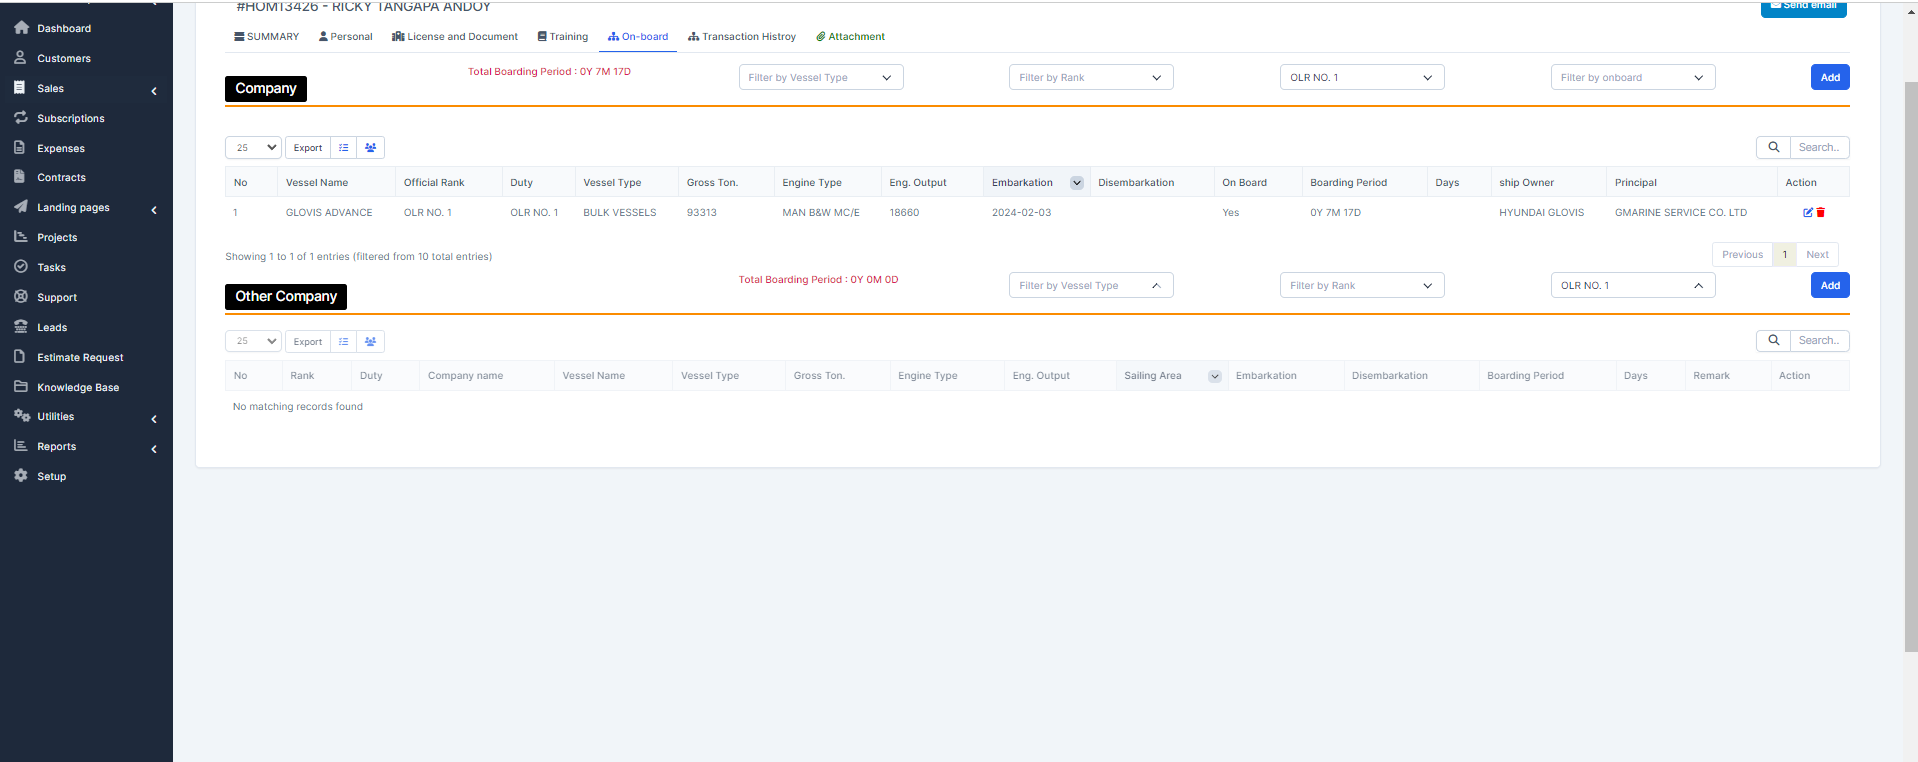 #HOM13426 - RICKY TANGAPA ANDOY
Send email
Dashboard
Customers
Sales
Subscriptions
Expenses
Contracts
Landing pages
Projects
Tasks
Support
Leads
Estimate Request
Knowledge Base
Utilities
Reports
Setup
SUMMARY Personal License and Document Training On-board Transaction Histroy Attachment
Company Total Boarding Period : 0Y 7M 17D Filter by Vessel Type Filter by Rank OLR NO. 1 Filter by onboard Add
25 Export Search..
No Vessel Name Official Rank Duty Vessel Type Gross Ton. Engine Type Eng. Output Embarkation Disembarkation On Board Boarding Period Days ship Owner Principal Action
1 GLOVIS ADVANCE OLR NO. 1 OLR NO. 1 BULK VESSELS 93313 MAN B&W MC/E 18660 2024-02-03 Yes 0Y 7M 17D HYUNDAI GLOVIS GMARINE SERVICE CO. LTD
Showing 1 to 1 of 1 entries (filtered from 10 total entries) Previous 1 Next
Other Company Total Boarding Period : 0Y 0M 0D Filter by Vessel Type Filter by Rank OLR NO. 1 Add
25 Export Search..
No Rank Duty Company name Vessel Name Vessel Type Gross Ton. Engine Type Eng. Output Sailing Area Embarkation Disembarkation Boarding Period Days Remark Action
No matching records found